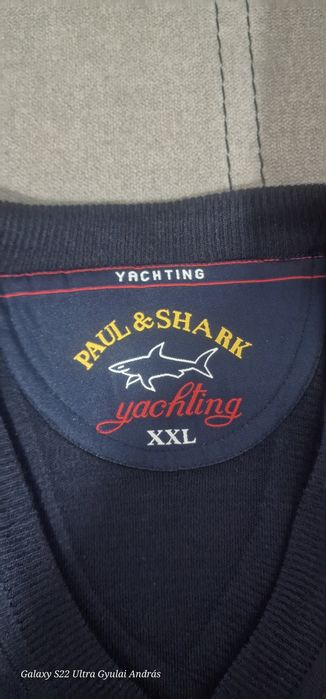 YACHTING
PAUL & SHARK
yachting
XXL
Galaxy S22 Ultra Gyulai András